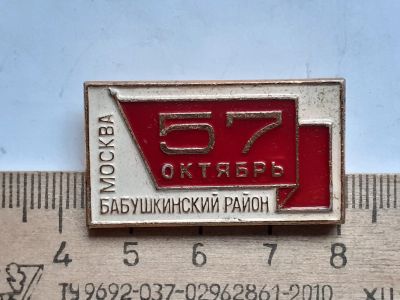 57
ОКТЯБРЬ
МОСКВА
БАБУШКИНСКИЙ РАЙОН
4 5 6 7 8
ТУ 9692-037-02962861-2010